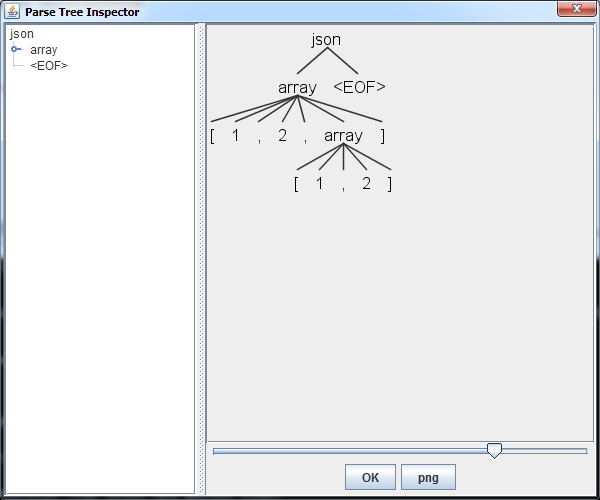 Parse Tree Inspector
json
array
<EOF>
json
array <EOF>
[ 1 , 2 , array ]
[ 1 , 2 ]
OK png